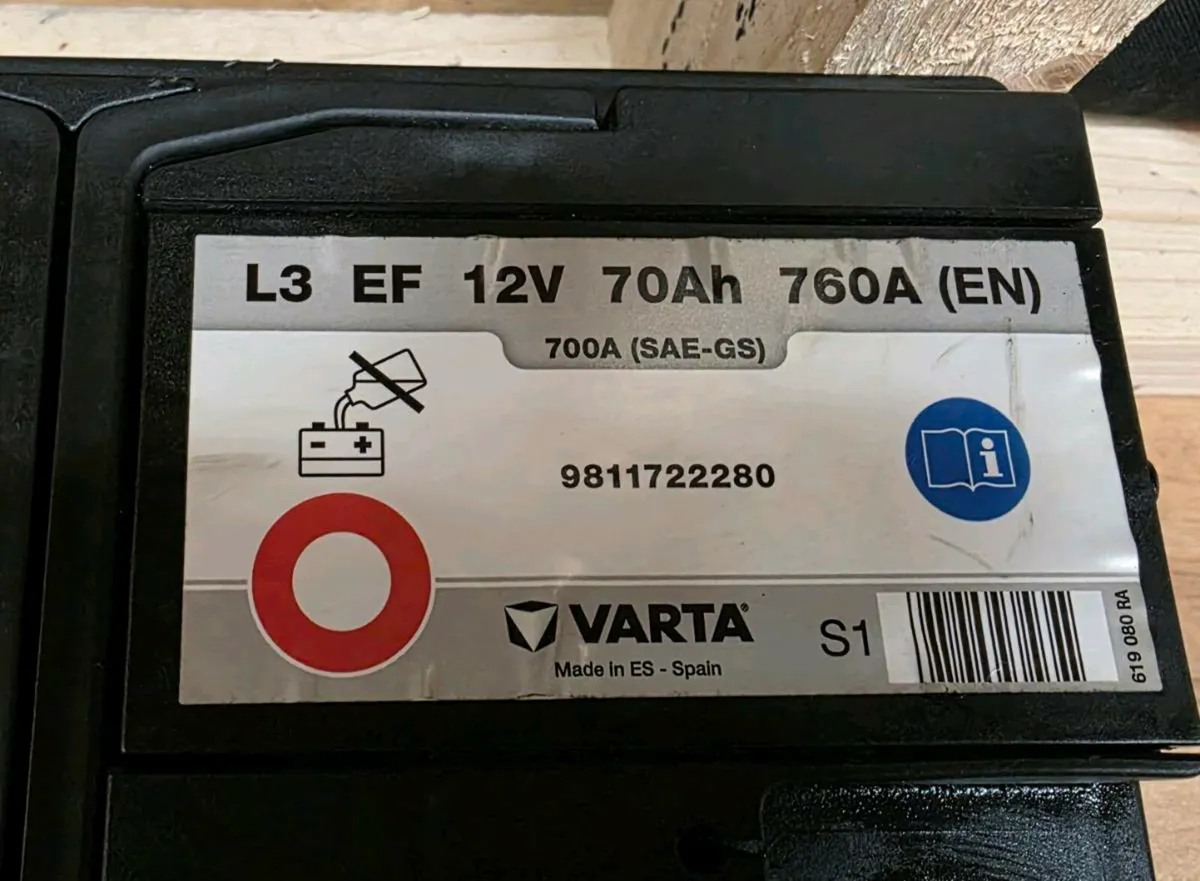 L3 EF 12V 70Ah 760A (EN)
700A (SAE-GS)
- +
i
9811722280
VARTA®
Made in ES - Spain
S1
619 080 RA